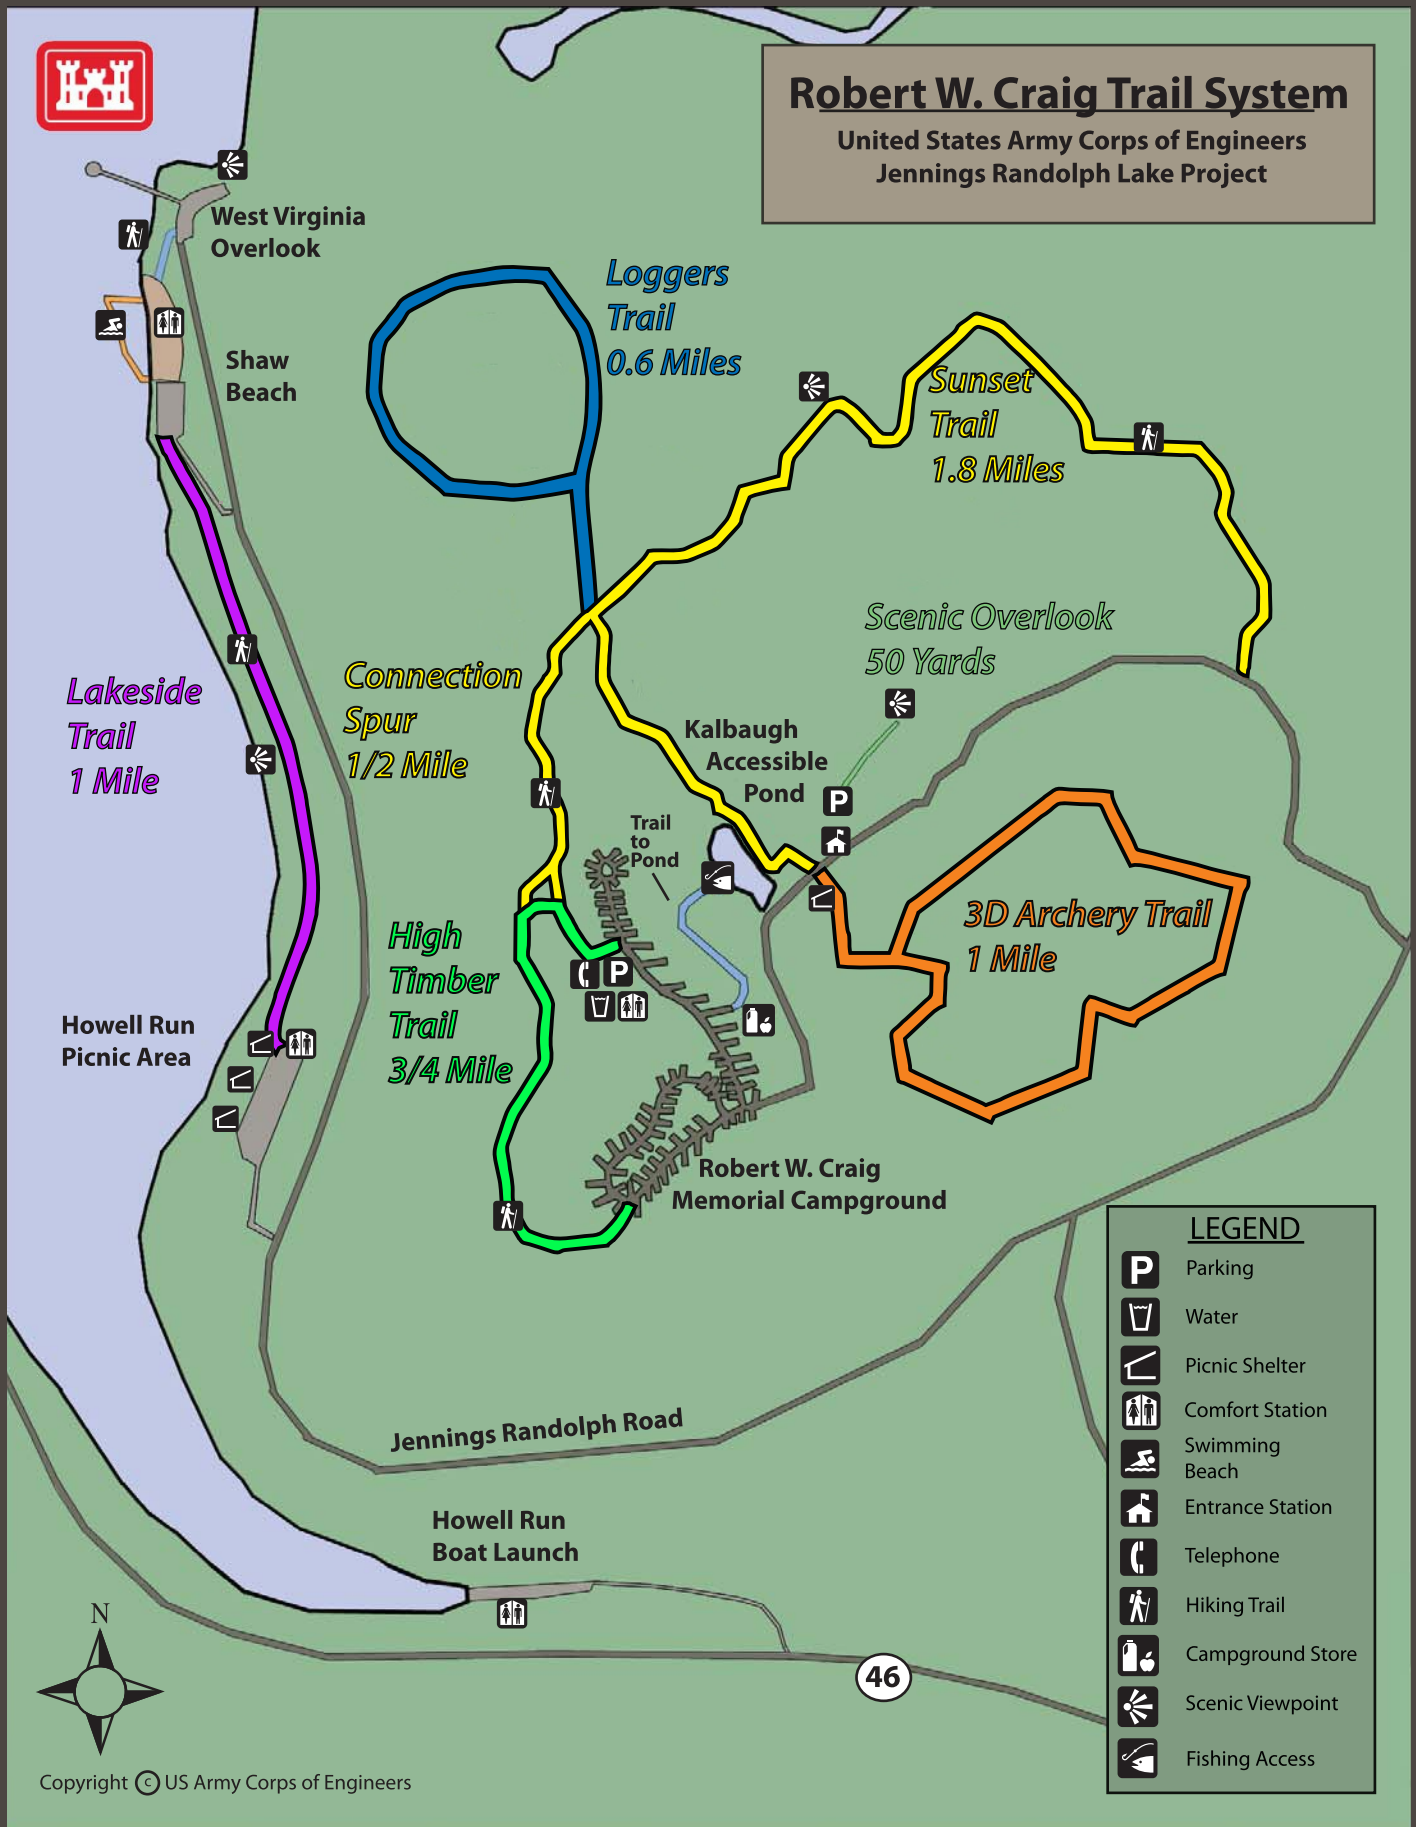 Robert W. Craig Trail System
United States Army Corps of Engineers
Jennings Randolph Lake Project
West Virginia
Overlook
Loggers
Trail
0.6 Miles
Shaw
Beach
Sunset
Trail
1.8 Miles
Scenic Overlook
50 Yards
Connection
Spur
1/2 Mile
Lakeside
Trail
1 Mile
Kalbaugh
Accessible
Pond
P
Trail
to
Pond
3D Archery Trail
1 Mile
High
Timber
Trail
3/4 Mile
P
Howell Run
Picnic Area
Robert W. Craig
Memorial Campground
Jennings Randolph Road
Howell Run
Boat Launch
46
N
LEGEND
P Parking
Water
Picnic Shelter
Comfort Station
Swimming
Beach
Entrance Station
Telephone
Hiking Trail
Campground Store
Scenic Viewpoint
Fishing Access
Copyright © US Army Corps of Engineers